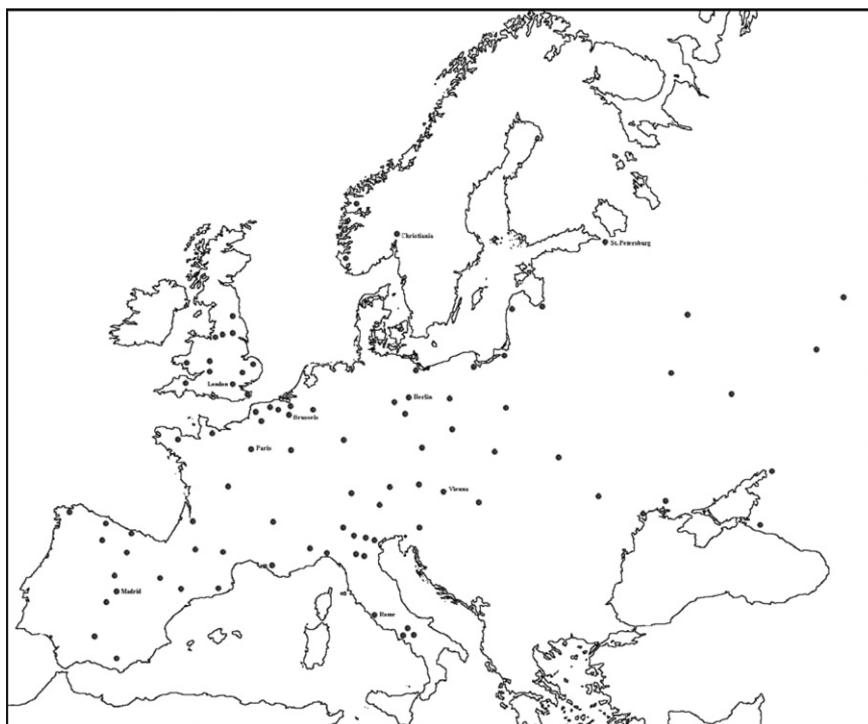 Christiania
St. Petersburg
London
Berlin
Brussels
Paris
Vienna
Madrid
Rome